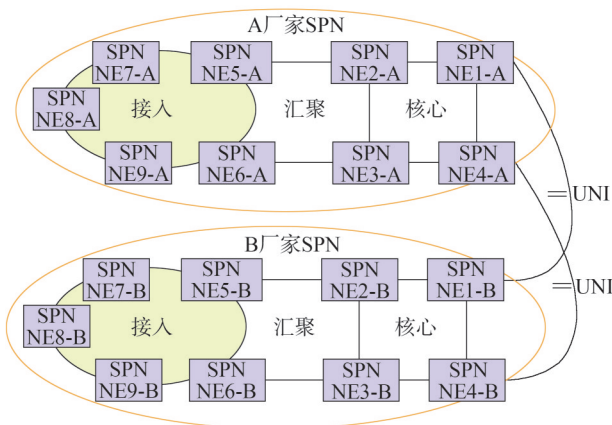 A厂家SPN
SPN
NE7-A
SPN
NE5-A
SPN
NE2-A
SPN
NE1-A
SPN
NE8-A
接入
汇聚
核心
SPN
NE9-A
SPN
NE6-A
SPN
NE3-A
SPN
NE4-A
UNI
B厂家SPN
SPN
NE7-B
SPN
NE5-B
SPN
NE2-B
SPN
NE1-B
UNI
SPN
NE8-B
接入
汇聚
核心
SPN
NE9-B
SPN
NE6-B
SPN
NE3-B
SPN
NE4-B